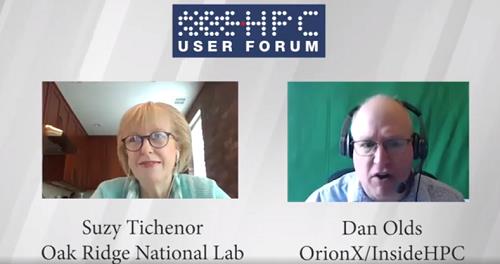 HPC
USER FORUM
Suzy Tichenor
Oak Ridge National Lab
Dan Olds
OrionX/InsideHPC